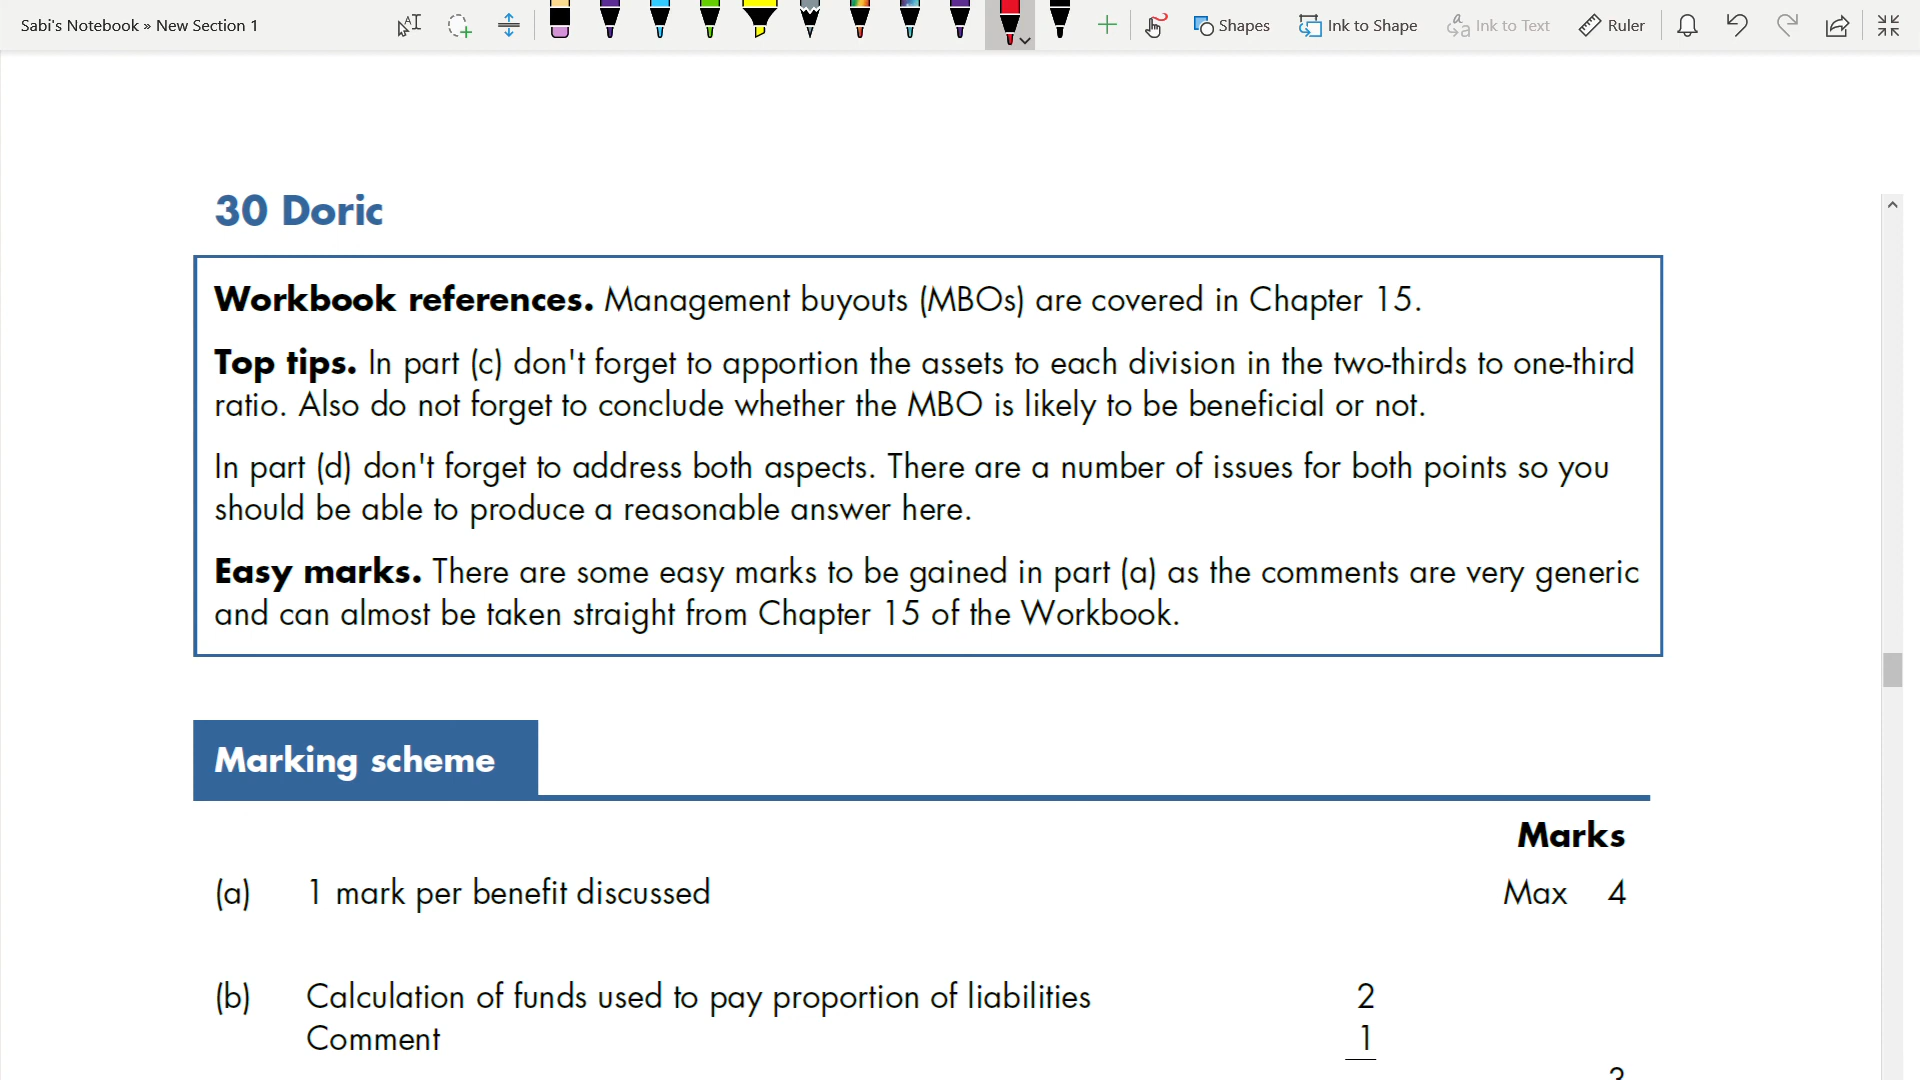 Sabi's Notebook » New Section 1
Shapes
Ink to Shape
Ink to Text
Ruler
30 Doric
Workbook references. Management buyouts (MBOs) are covered in Chapter 15.
Top tips. In part (c) don't forget to apportion the assets to each division in the two-thirds to one-third
ratio. Also do not forget to conclude whether the MBO is likely to be beneficial or not.
In part (d) don't forget to address both aspects. There are a number of issues for both points so you
should be able to produce a reasonable answer here.
Easy marks. There are some easy marks to be gained in part (a) as the comments are very generic
and can almost be taken straight from Chapter 15 of the Workbook.
Marking scheme
Marks
(a) 1 mark per benefit discussed Max 4
(b) Calculation of funds used to pay proportion of liabilities 2
Comment 1
3